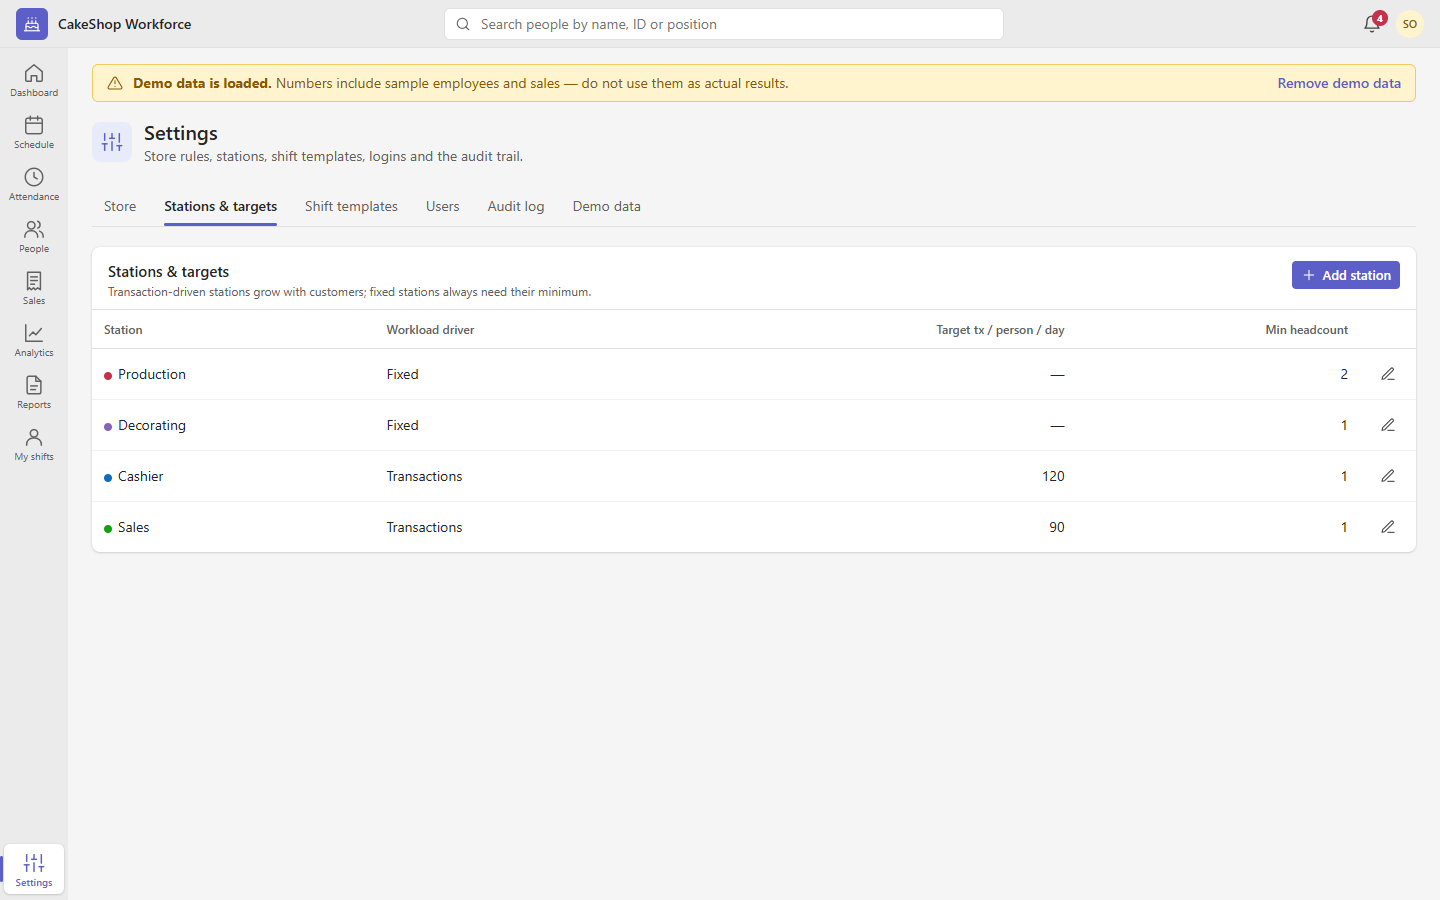 CakeShop Workforce
Search people by name, ID or position
4
SO
Dashboard
Schedule
Attendance
People
Sales
Analytics
Reports
My shifts
Settings
Demo data is loaded. Numbers include sample employees and sales — do not use them as actual results.
Remove demo data
Settings
Store rules, stations, shift templates, logins and the audit trail.
Store
Stations & targets
Shift templates
Users
Audit log
Demo data
Stations & targets
Transaction-driven stations grow with customers; fixed stations always need their minimum.
Add station
Station Workload driver Target tx / person / day Min headcount
Production Fixed — 2
Decorating Fixed — 1
Cashier Transactions 120 1
Sales Transactions 90 1